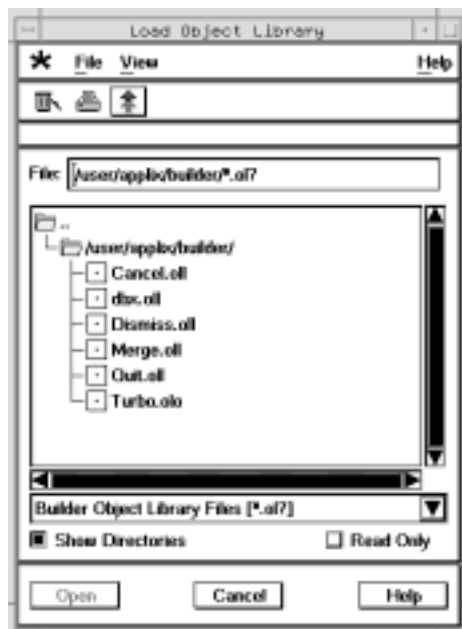 Load Object Library
File View Help
File: /user/applix/builder/*.ol?
..
/user/applix/builder/
Cancel.oll
dbx.oll
Dismiss.oll
Merge.oll
Quit.oll
Turbo.olo
Builder Object Library Files [*.ol?]
Show Directories Read Only
Open Cancel Help